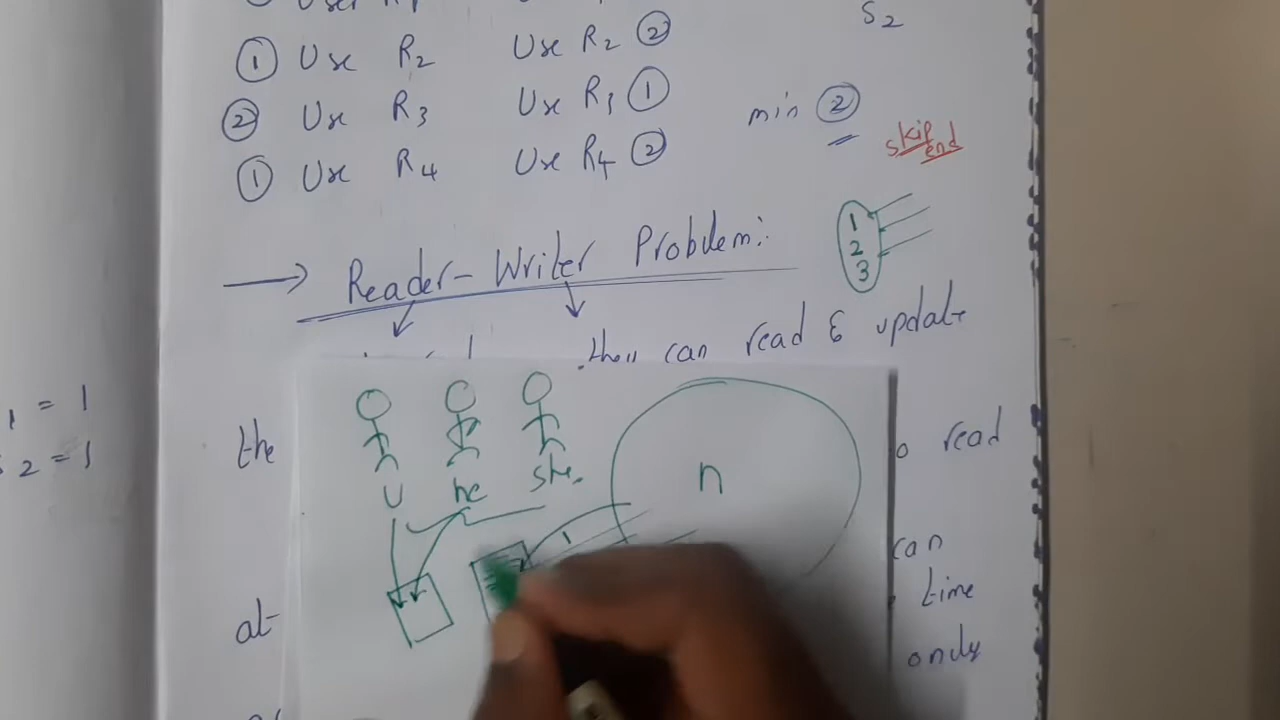 S2
① Use R2 Use R2 ②
② Use R3 Use R1 ①
① Use R4 Use R4 ②
min ②
skip end
→ Reader-Writer Problem:
1
2
3
can read & update
1 = 1
2 = 1
the
o read
n
U he she.
1
can
at
time
only